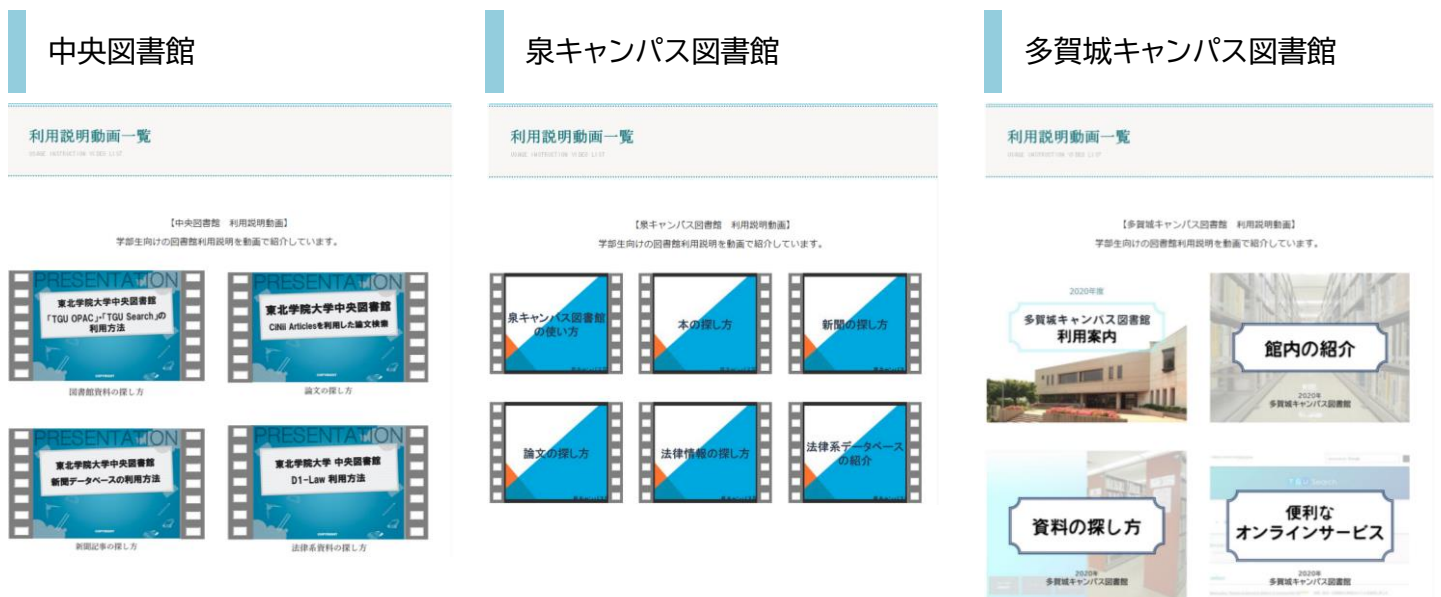 中央図書館
利用説明動画一覧
USAGE INSTRUCTION VIDEO LIST
【中央図書館　利用説明動画】
学部生向けの図書館利用説明を動画で紹介しています。
PRESENTATION
東北学院大学中央図書館
「TGU OPAC」・「TGU Search」の
利用方法
図書館資料の探し方
PRESENTATION
東北学院大学中央図書館
CiNii Articlesを利用した論文検索
論文の探し方
PRESENTATION
東北学院大学中央図書館
新聞データベースの利用方法
新聞記事の探し方
PRESENTATION
東北学院大学 中央図書館
D1-Law 利用方法
法律系資料の探し方
泉キャンパス図書館
利用説明動画一覧
USAGE INSTRUCTION VIDEO LIST
【泉キャンパス図書館　利用説明動画】
学部生向けの図書館利用説明を動画で紹介しています。
泉キャンパス図書館
の使い方
本の探し方
新聞の探し方
論文の探し方
法律情報の探し方
法律系データベース
の紹介
多賀城キャンパス図書館
利用説明動画一覧
USAGE INSTRUCTION VIDEO LIST
【多賀城キャンパス図書館　利用説明動画】
学部生向けの図書館利用説明を動画で紹介しています。
2020年度
多賀城キャンパス図書館
利用案内
館内の紹介
2020年
多賀城キャンパス図書館
資料の探し方
2020年
多賀城キャンパス図書館
TGU Search
便利な
オンラインサービス
2020年
多賀城キャンパス図書館